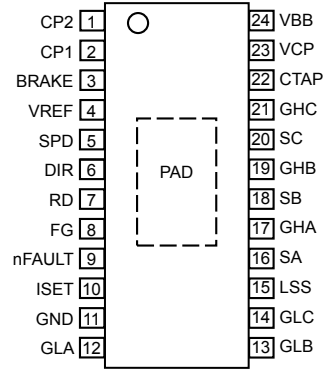 CP2 1 24 VBB
CP1 2 23 VCP
BRAKE 3 22 CTAP
VREF 4 21 GHC
SPD 5 20 SC
DIR 6 PAD 19 GHB
RD 7 18 SB
FG 8 17 GHA
nFAULT 9 16 SA
ISET 10 15 LSS
GND 11 14 GLC
GLA 12 13 GLB